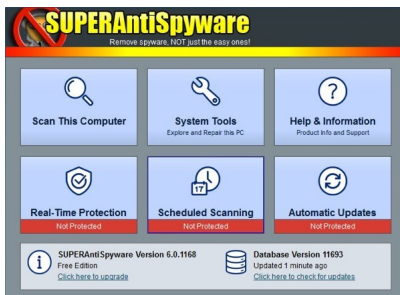 SUPERAntiSpyware
Remove spyware, NOT just the easy ones!
Scan This Computer
System Tools
Explore and Repair this PC
Help & Information
Product Info and Support
Real-Time Protection
Not Protected
17
Scheduled Scanning
Not Protected
Automatic Updates
Not Protected
SUPERAntiSpyware Version 6.0.1168
Free Edition
Click here to upgrade
Database Version 11693
Updated 1 minute ago
Click here to check for updates